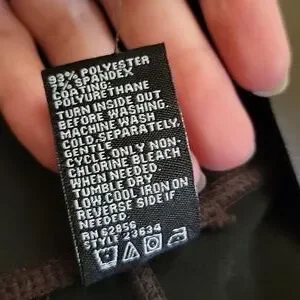 93% POLYESTER
7% SPANDEX
COATING:
POLYURETHANE
TURN INSIDE OUT
BEFORE WASHING.
MACHINE WASH
COLD. SEPARATELY.
GENTLE
CYCLE. ONLY NON-
CHLORINE BLEACH
WHEN NEEDED.
TUMBLE DRY
LOW. COOL IRON ON
REVERSE SIDE IF
NEEDED.
RN 62856
STYLE 23634